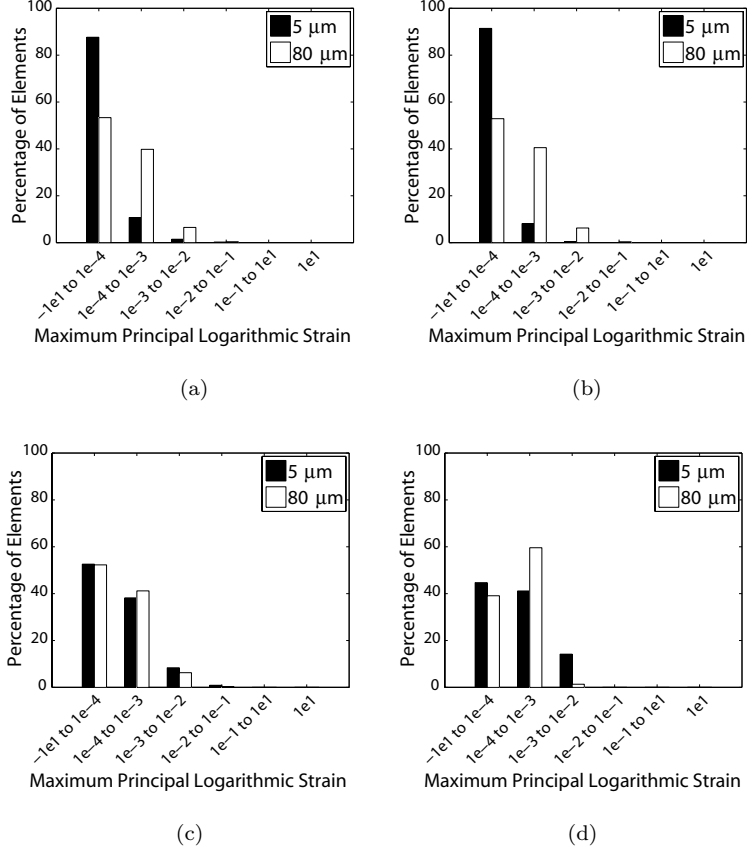 100
80
60
40
20
0
Percentage of Elements
5 μm
80 μm
−1e1 to 1e−4
1e−4 to 1e−3
1e−3 to 1e−2
1e−2 to 1e−1
1e−1 to 1e1
1e1
Maximum Principal Logarithmic Strain
(a)
100
80
60
40
20
0
Percentage of Elements
5 μm
80 μm
−1e1 to 1e−4
1e−4 to 1e−3
1e−3 to 1e−2
1e−2 to 1e−1
1e−1 to 1e1
1e1
Maximum Principal Logarithmic Strain
(b)
100
80
60
40
20
0
Percentage of Elements
5 μm
80 μm
−1e1 to 1e−4
1e−4 to 1e−3
1e−3 to 1e−2
1e−2 to 1e−1
1e−1 to 1e1
1e1
Maximum Principal Logarithmic Strain
(c)
100
80
60
40
20
0
Percentage of Elements
5 μm
80 μm
−1e1 to 1e−4
1e−4 to 1e−3
1e−3 to 1e−2
1e−2 to 1e−1
1e−1 to 1e1
1e1
Maximum Principal Logarithmic Strain
(d)